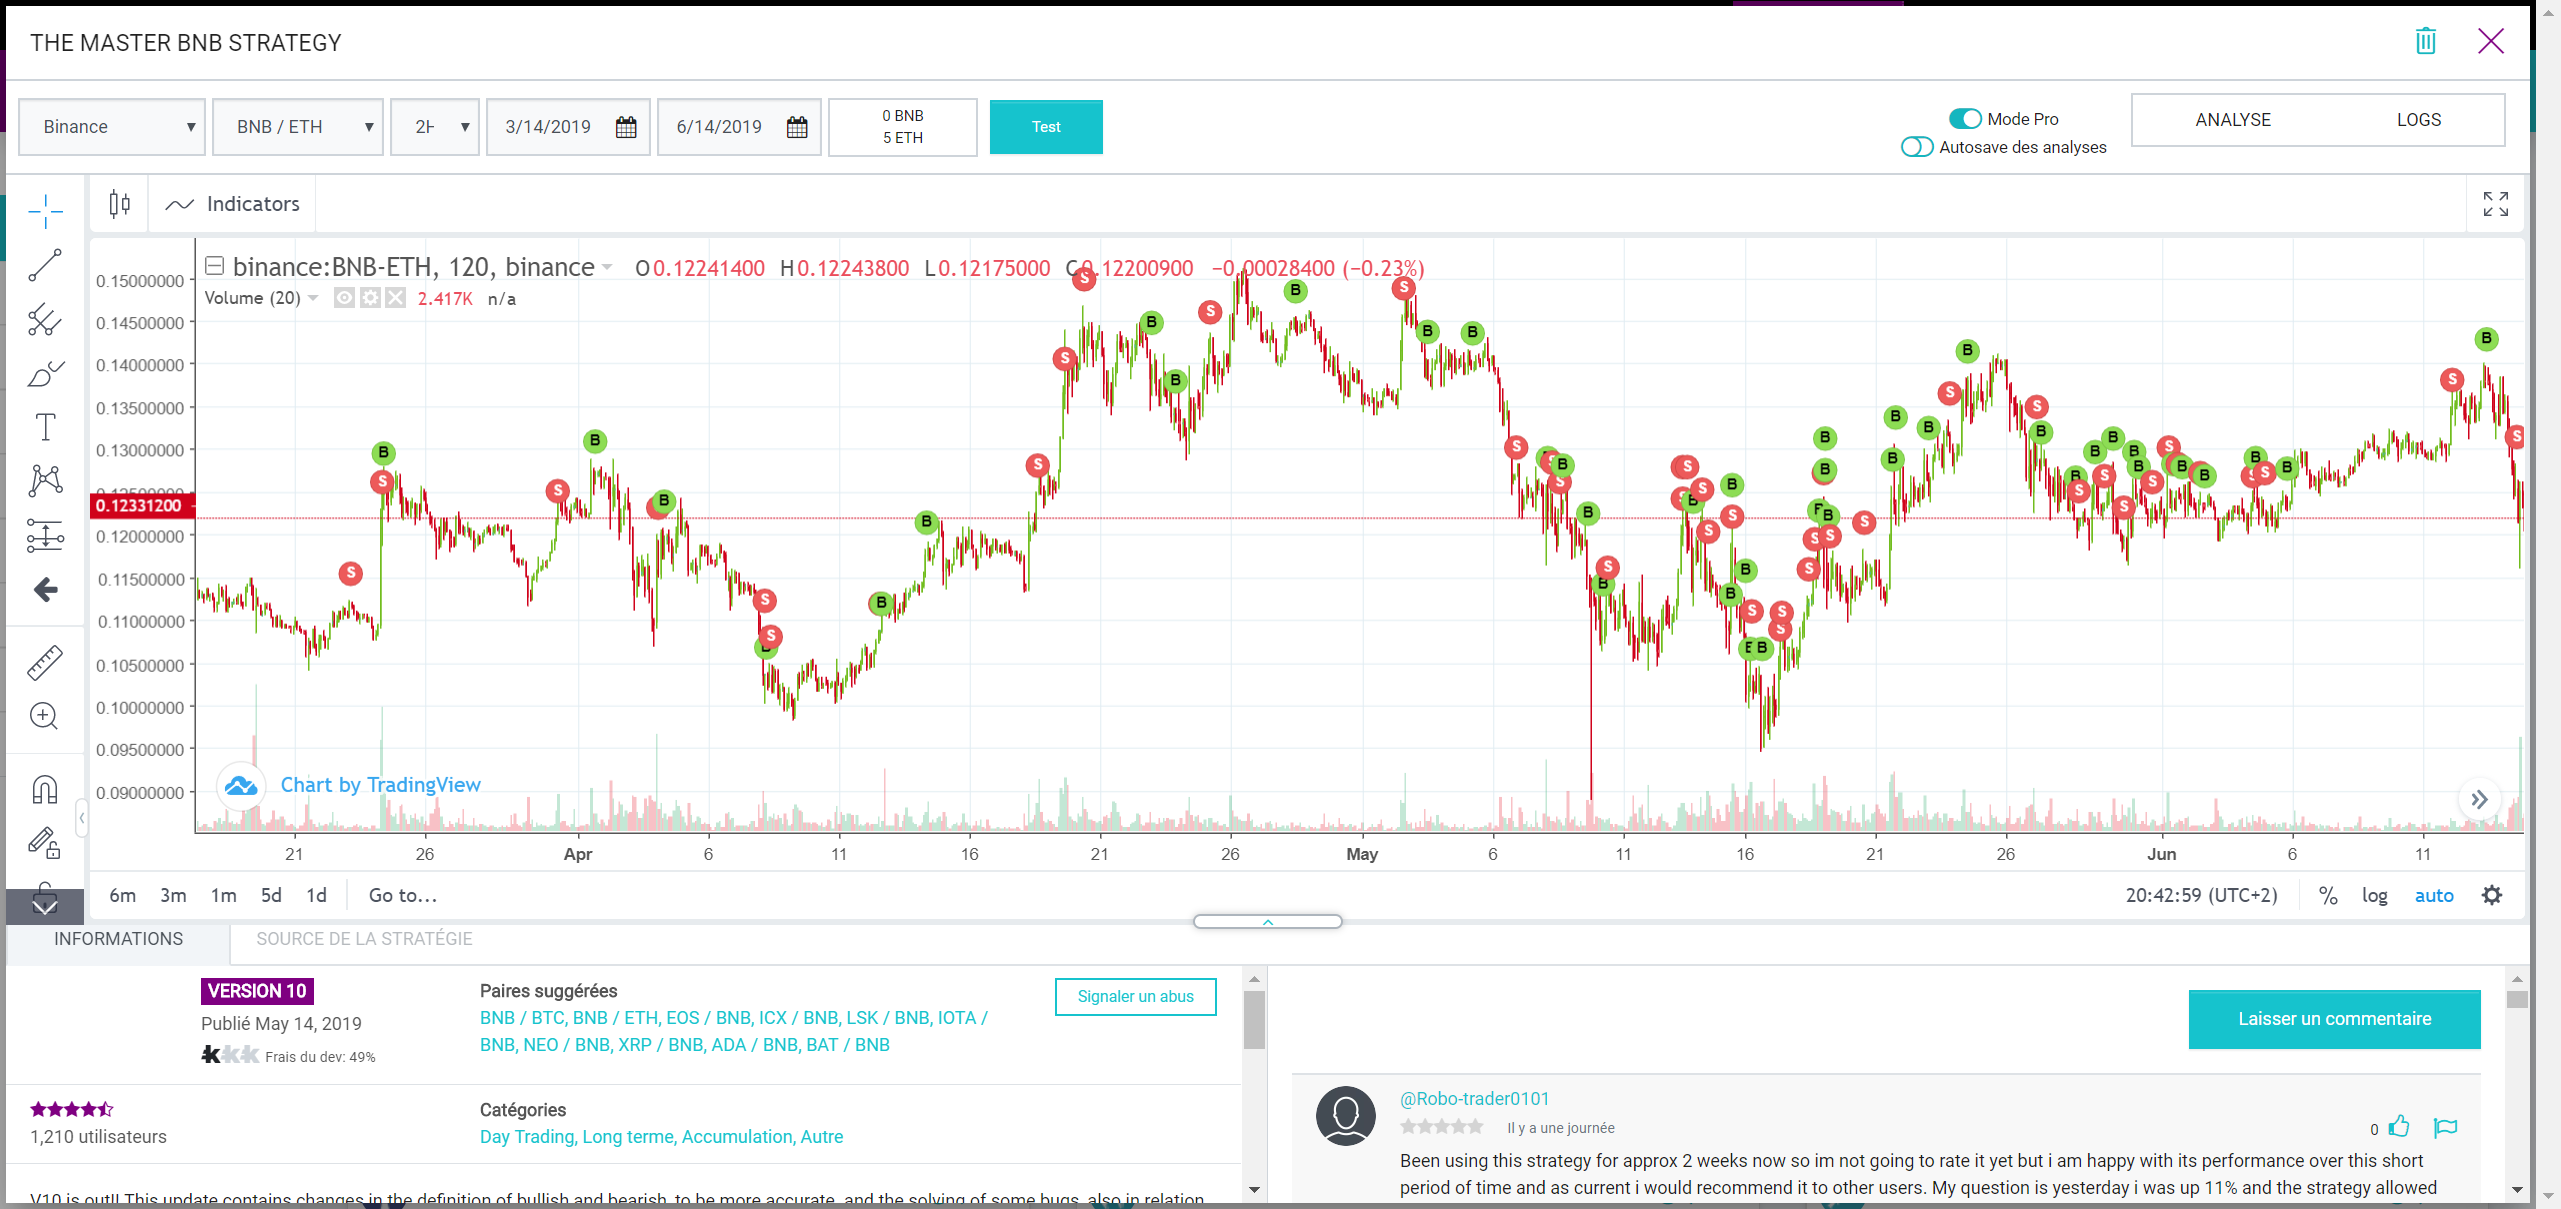 THE MASTER BNB STRATEGY
Binance ▼ BNB / ETH ▼ 2H ▼ 3/14/2019 6/14/2019 0 BNB
5 ETH
Test
Mode Pro
Autosave des analyses
ANALYSE LOGS
Indicators
binance:BNB-ETH, 120, binance O0.12241400 H0.12243800 L0.12175000 C0.12200900 −0.00028400 (−0.23%)
Volume (20) 2.417K n/a
0.15000000
0.14500000
0.14000000
0.13500000
0.13000000
0.12500000
0.12331200
0.12000000
0.11500000
0.11000000
0.10500000
0.10000000
0.09500000
0.09000000
Chart by TradingView
21 26 Apr 6 11 16 21 26 May 6 11 16 21 26 Jun 6 11
6m 3m 1m 5d 1d Go to... 20:42:59 (UTC+2) % log auto
INFORMATIONS SOURCE DE LA STRATÉGIE
VERSION 10
Publié May 14, 2019
Frais du dev: 49%
Paires suggérées
BNB / BTC, BNB / ETH, EOS / BNB, ICX / BNB, LSK / BNB, IOTA /
BNB, NEO / BNB, XRP / BNB, ADA / BNB, BAT / BNB
Signaler un abus
1,210 utilisateurs
Catégories
Day Trading, Long terme, Accumulation, Autre
V10 is out!! This update contains changes in the definition of bullish and bearish, to be more accurate, and the solving of some bugs, also in relation
Laisser un commentaire
@Robo-trader0101
Il y a une journée
0
Been using this strategy for approx 2 weeks now so im not going to rate it yet but i am happy with its performance over this short
period of time and as current i would recommend it to other users. My question is yesterday i was up 11% and the strategy allowed